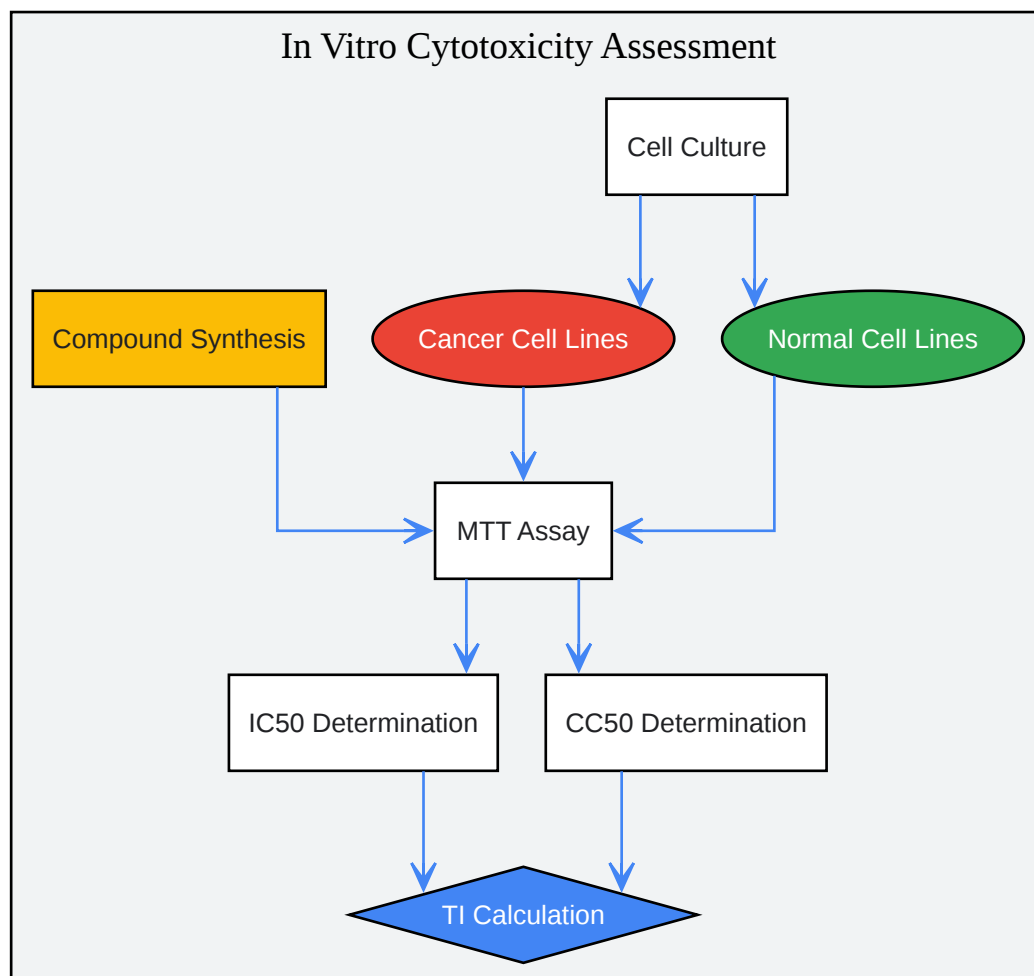 In Vitro Cytotoxicity Assessment
Cell Culture
Compound Synthesis
Cancer Cell Lines
Normal Cell Lines
MTT Assay
IC50 Determination
CC50 Determination
TI Calculation